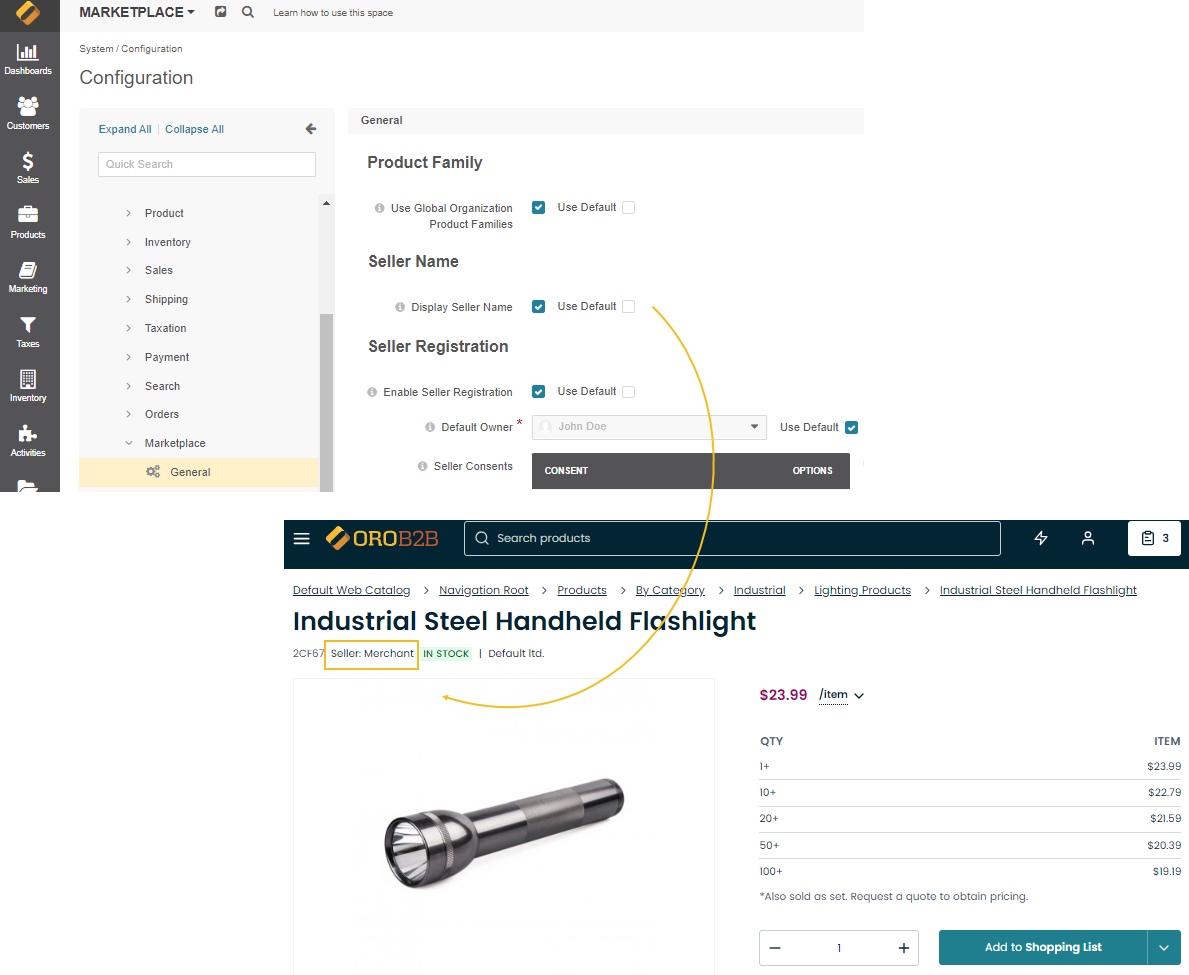 MARKETPLACE
Learn how to use this space
System / Configuration
Configuration
Dashboards
Customers
Sales
Products
Marketing
Taxes
Inventory
Activities
Expand All | Collapse All
Quick Search
Product
Inventory
Sales
Shipping
Taxation
Payment
Search
Orders
Marketplace
General
General
Product Family
Use Global Organization
Product Families
Use Default
Seller Name
Display Seller Name
Use Default
Seller Registration
Enable Seller Registration
Use Default
Default Owner *
John Doe
Use Default
Seller Consents
CONSENT OPTIONS
OROB2B
Search products
3
Default Web Catalog > Navigation Root > Products > By Category > Industrial > Lighting Products > Industrial Steel Handheld Flashlight
Industrial Steel Handheld Flashlight
2CF67 Seller: Merchant IN STOCK | Default ltd.
$23.99 /item
QTY ITEM
1+ $23.99
10+ $22.79
20+ $21.59
50+ $20.39
100+ $19.19
*Also sold as set. Request a quote to obtain pricing.
1
Add to Shopping List